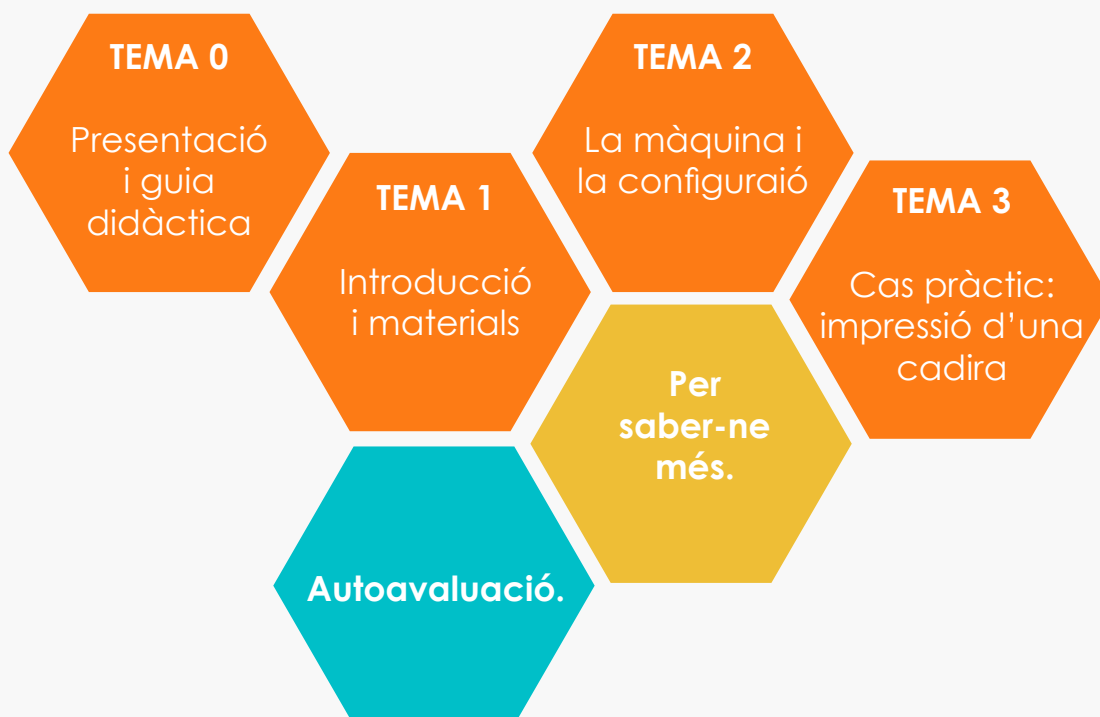 TEMA 0
Presentació
i guia
didàctica
TEMA 1
Introducció
i materials
TEMA 2
La màquina i
la configuraió
TEMA 3
Cas pràctic:
impressió d’una
cadira
Per
saber-ne
més.
Autoavaluació.